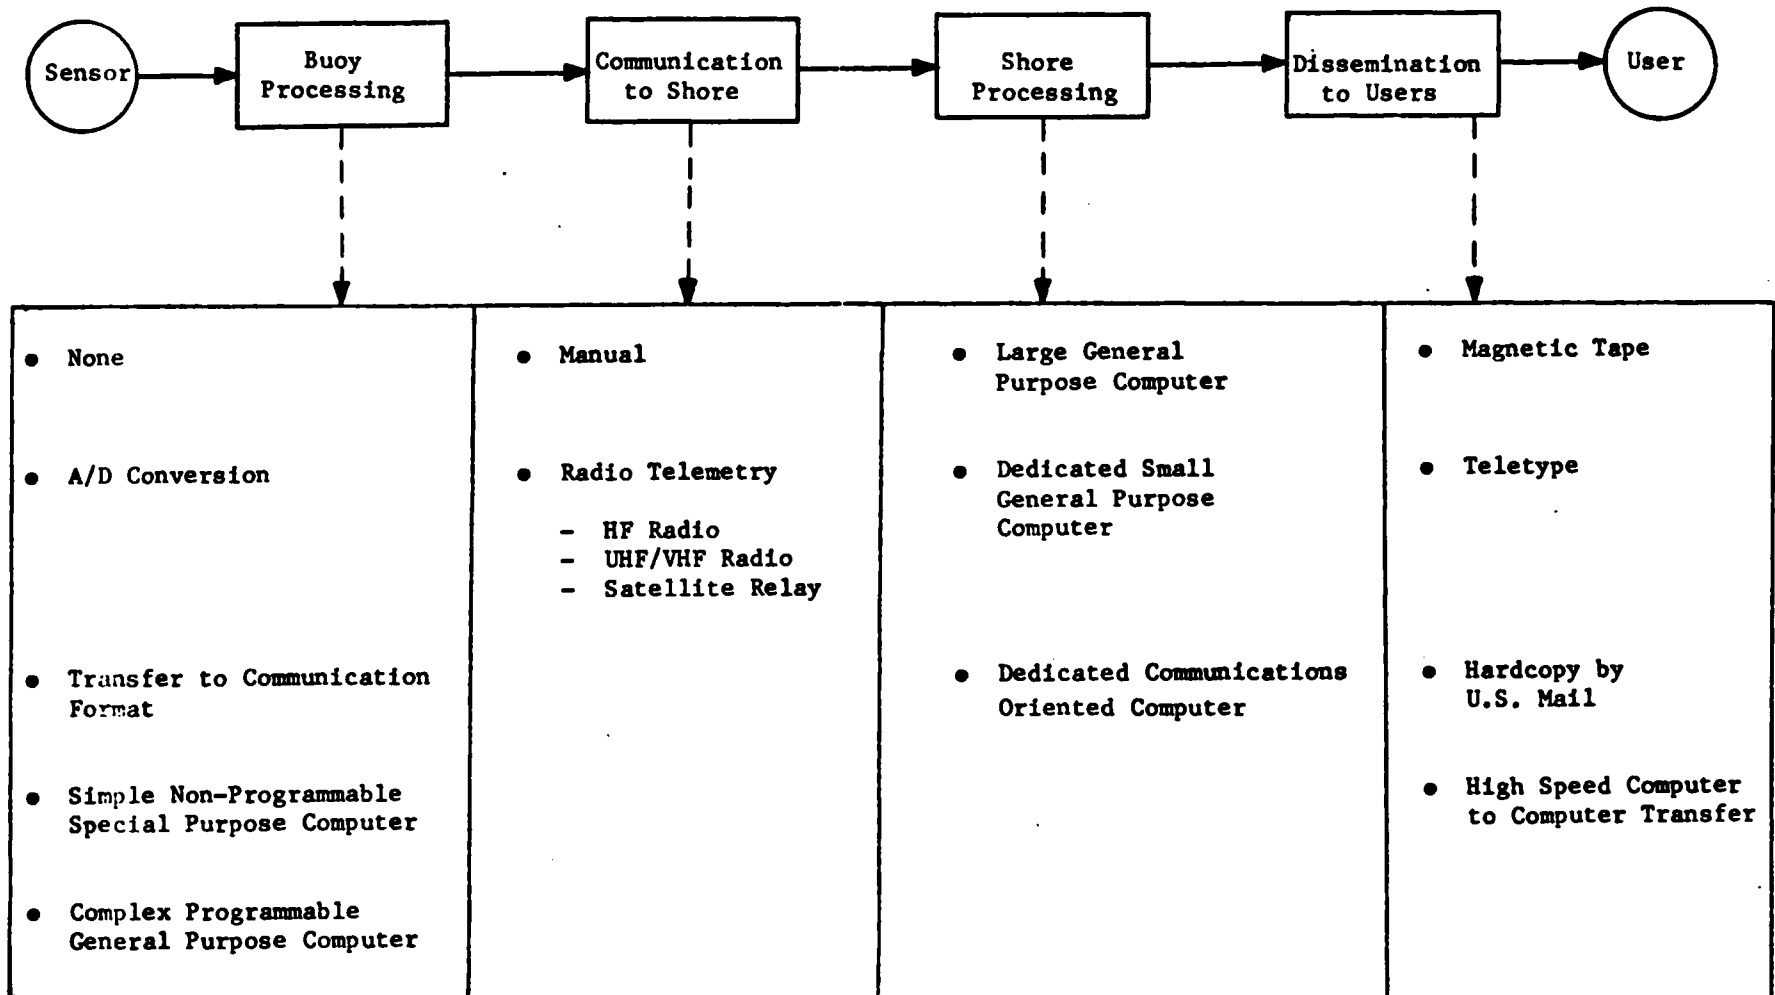 Sensor
Buoy
Processing
Communication
to Shore
Shore
Processing
Dissemination
to Users
User
● None
● A/D Conversion
● Transfer to Communication
Format
● Simple Non-Programmable
Special Purpose Computer
● Complex Programmable
General Purpose Computer
● Manual
● Radio Telemetry
- HF Radio
- UHF/VHF Radio
- Satellite Relay
● Large General
Purpose Computer
● Dedicated Small
General Purpose
Computer
● Dedicated Communications
Oriented Computer
● Magnetic Tape
● Teletype
● Hardcopy by
U.S. Mail
● High Speed Computer
to Computer Transfer